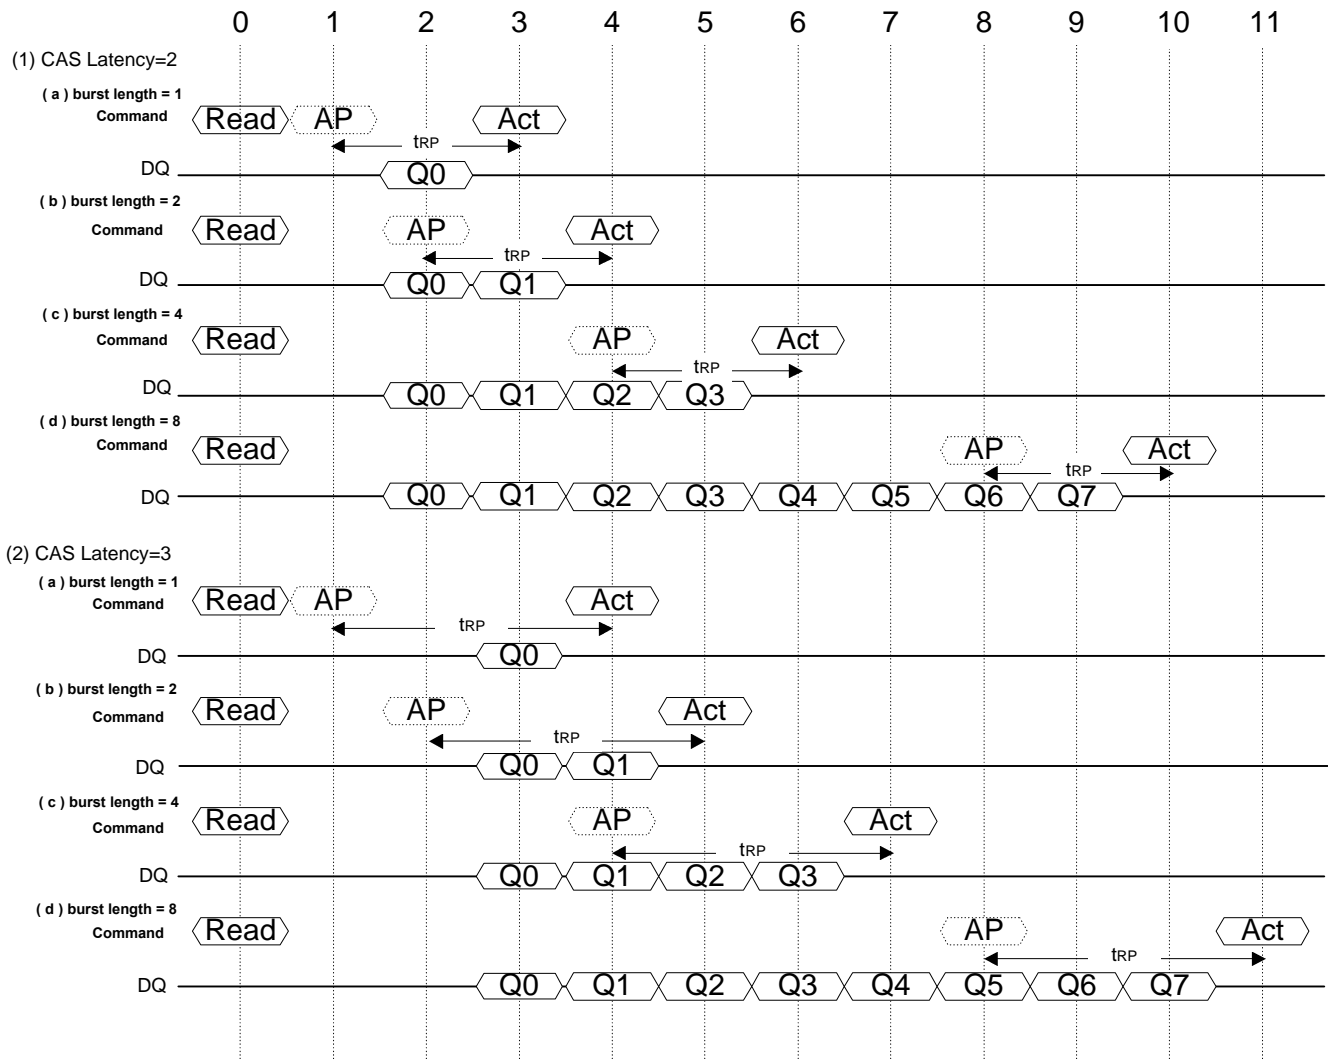 0 1 2 3 4 5 6 7 8 9 10 11
(1) CAS Latency=2
( a ) burst length = 1
Command Read AP Act
tRP
DQ Q0
( b ) burst length = 2
Command Read AP Act
tRP
DQ Q0 Q1
( c ) burst length = 4
Command Read AP Act
tRP
DQ Q0 Q1 Q2 Q3
( d ) burst length = 8
Command Read AP Act
tRP
DQ Q0 Q1 Q2 Q3 Q4 Q5 Q6 Q7
(2) CAS Latency=3
( a ) burst length = 1
Command Read AP Act
tRP
DQ Q0
( b ) burst length = 2
Command Read AP Act
tRP
DQ Q0 Q1
( c ) burst length = 4
Command Read AP Act
tRP
DQ Q0 Q1 Q2 Q3
( d ) burst length = 8
Command Read AP Act
tRP
DQ Q0 Q1 Q2 Q3 Q4 Q5 Q6 Q7